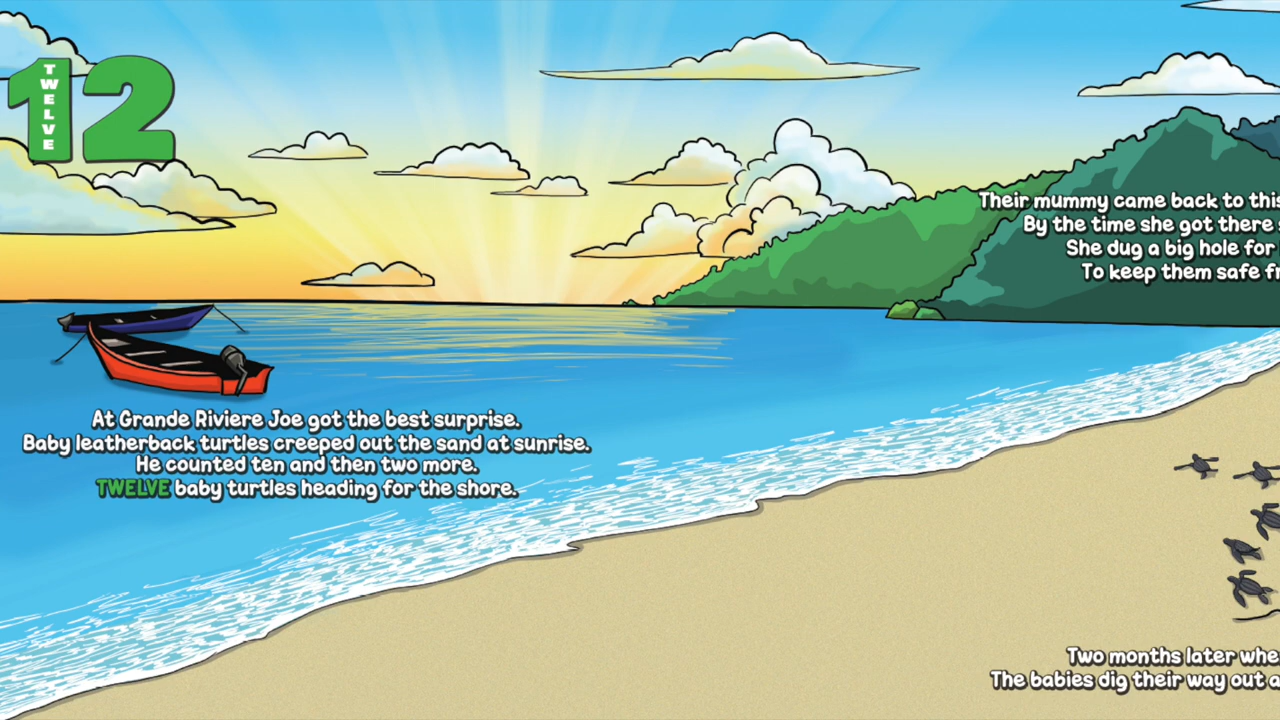 12
TWELVE
At Grande Riviere Joe got the best surprise.
Baby leatherback turtles creeped out the sand at sunrise.
He counted ten and then two more.
TWELVE baby turtles heading for the shore.
Their mummy came back to this
By the time she got there
She dug a big hole for
To keep them safe
Two months later
The babies dig their way out